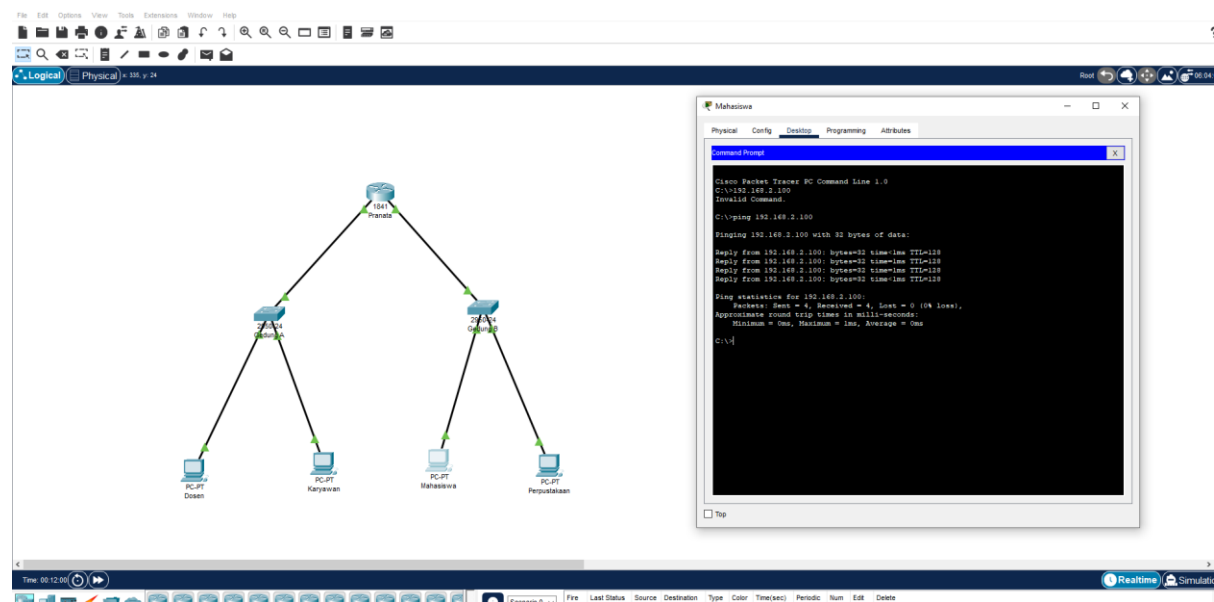 File Edit Options View Tools Extensions Window Help
Logical Physical x: 335, y: 24
Root 06:04:
Mahasiswa
Physical Config Desktop Programming Attributes
Command Prompt X
Cisco Packet Tracer PC Command Line 1.0
C:\>192.168.2.100
Invalid Command.
C:\>ping 192.168.2.100
Pinging 192.168.2.100 with 32 bytes of data:
Reply from 192.168.2.100: bytes=32 time<1ms TTL=128
Reply from 192.168.2.100: bytes=32 time=1ms TTL=128
Reply from 192.168.2.100: bytes=32 time=1ms TTL=128
Reply from 192.168.2.100: bytes=32 time<1ms TTL=128
Ping statistics for 192.168.2.100:
Packets: Sent = 4, Received = 4, Lost = 0 (0% loss),
Approximate round trip times in milli-seconds:
Minimum = 0ms, Maximum = 1ms, Average = 0ms
C:\>
Top
1841
Pranata
Gedung A
Gedung B
PC-PT
Dosen
PC-PT
Karyawan
PC-PT
Mahasiswa
PC-PT
Perpustakaan
Time: 00:12:00
Realtime Simulatio
Scenario 0
Fire Last Status Source Destination Type Color Time(sec) Periodic Num Edit Delete